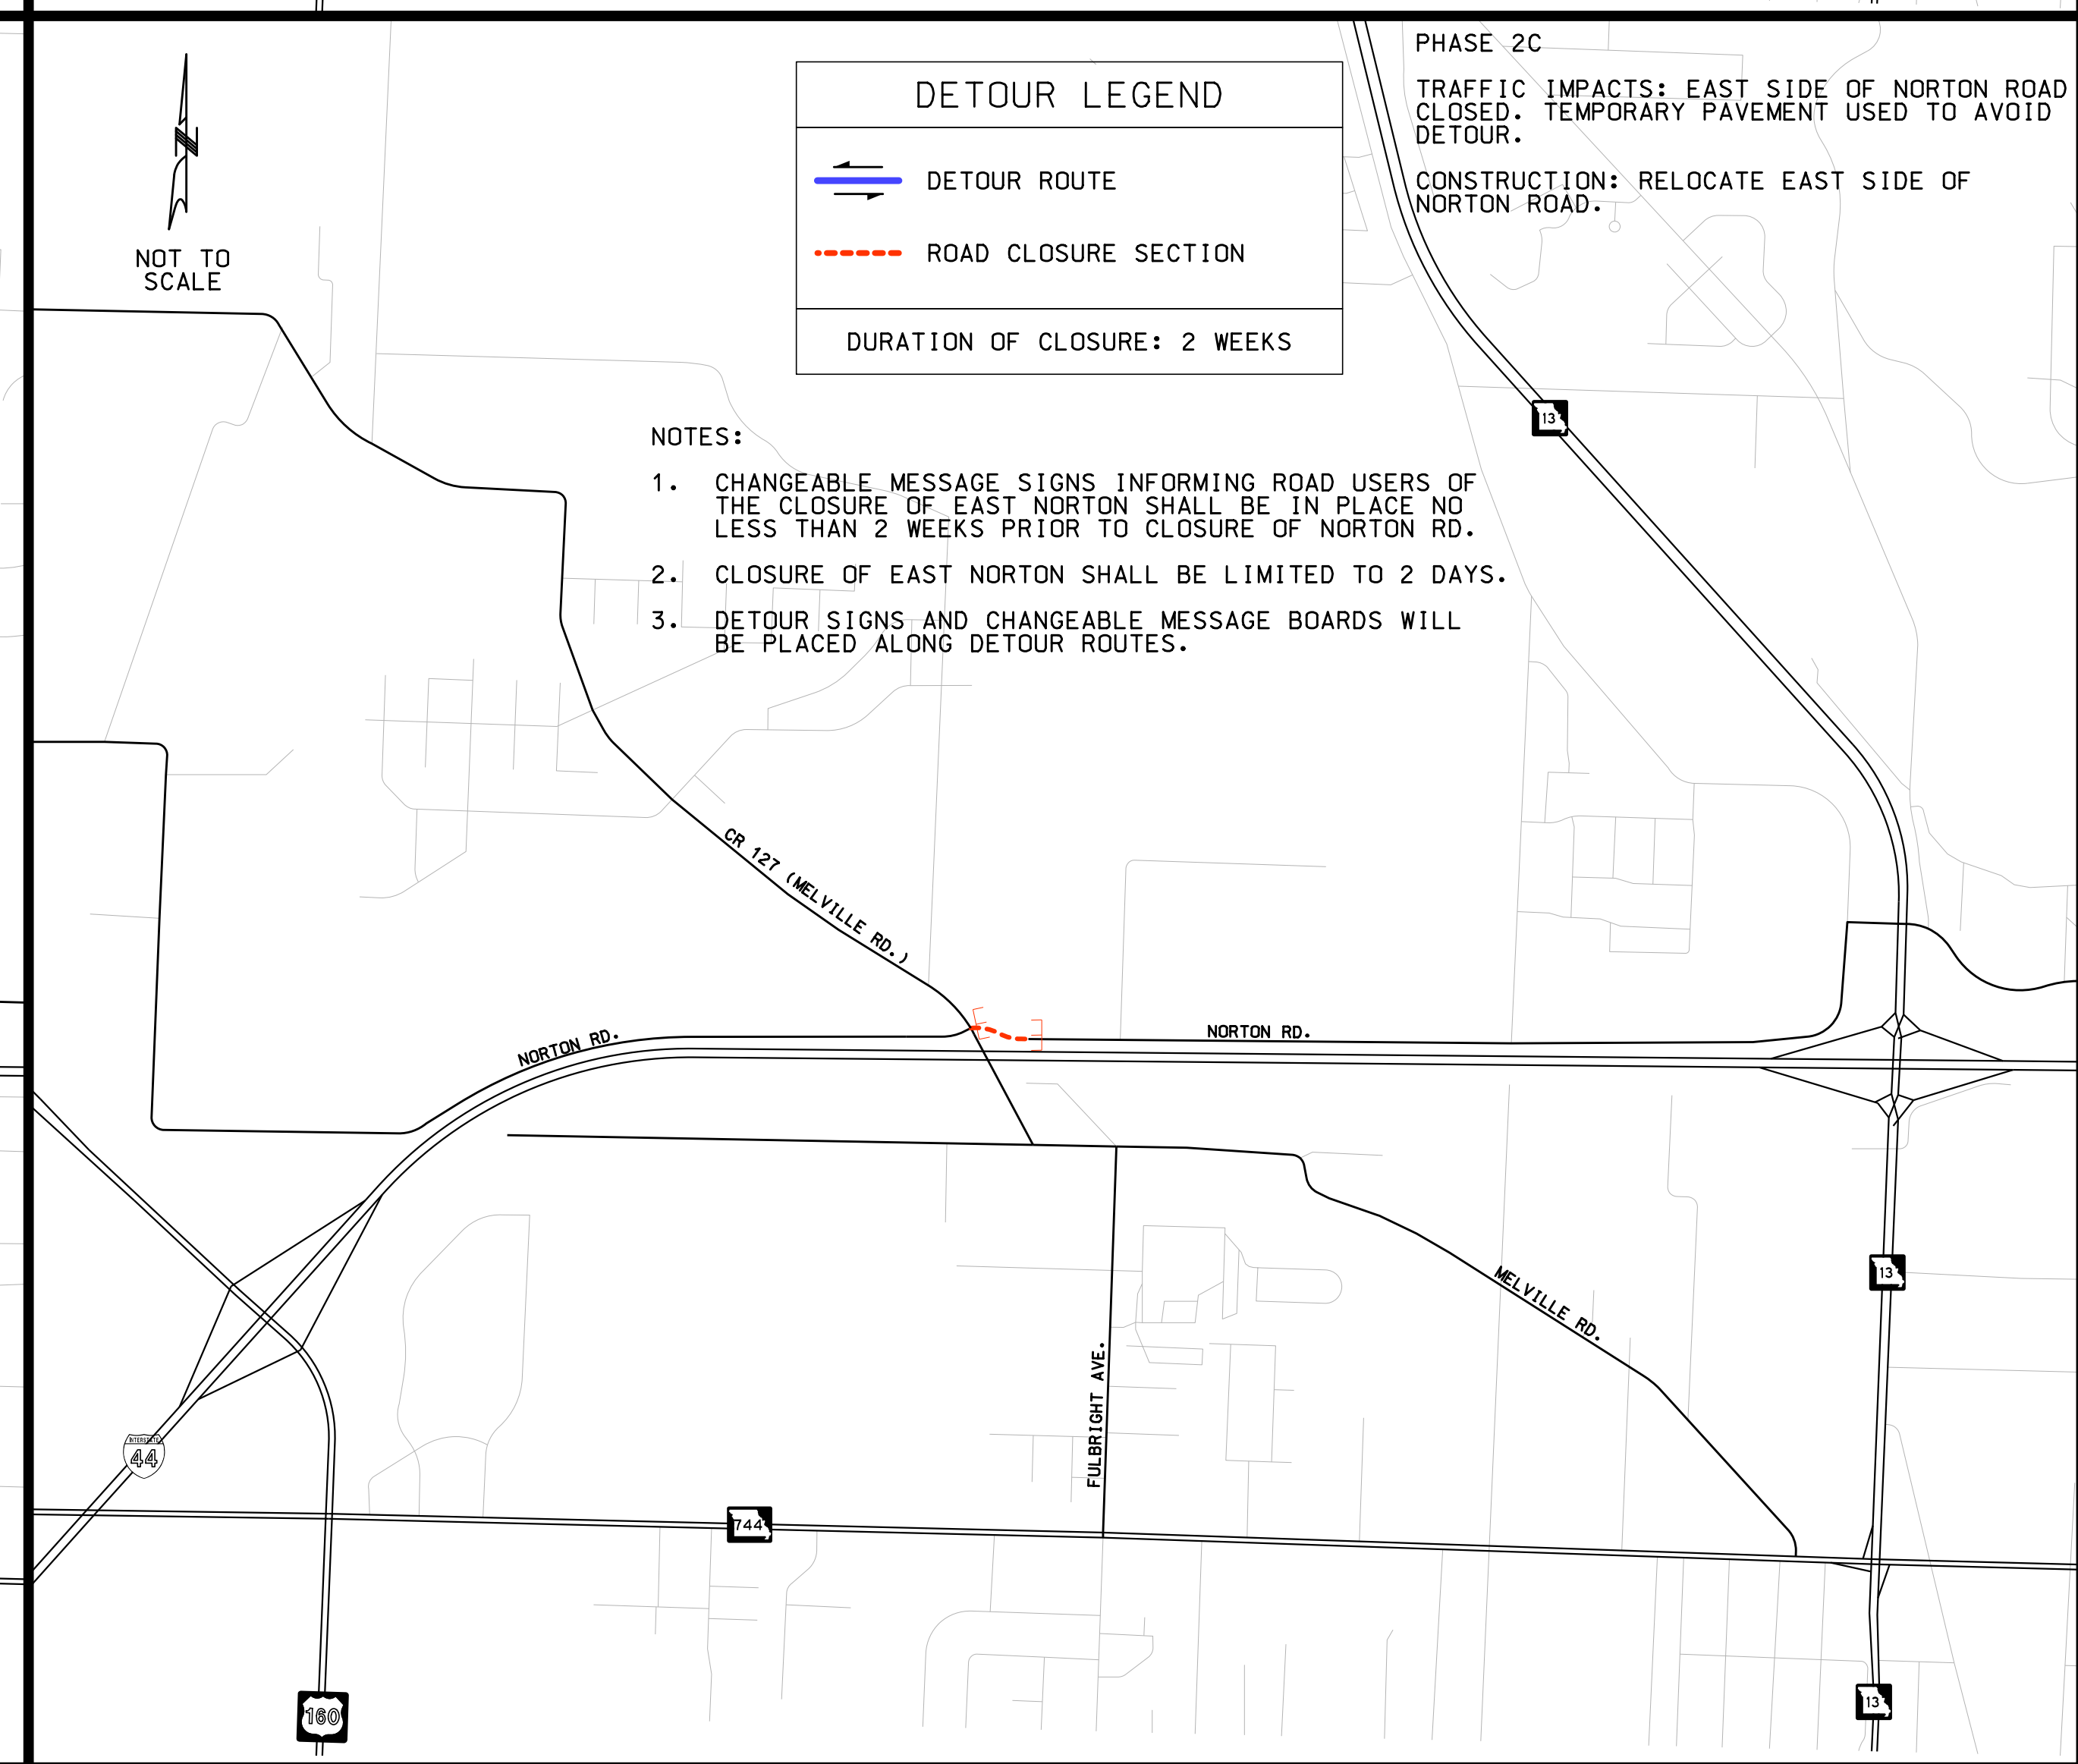 PHASE 2C
TRAFFIC IMPACTS: EAST SIDE OF NORTON ROAD
CLOSED. TEMPORARY PAVEMENT USED TO AVOID
DETOUR.
CONSTRUCTION: RELOCATE EAST SIDE OF
NORTON ROAD.
DETOUR LEGEND
DETOUR ROUTE
ROAD CLOSURE SECTION
DURATION OF CLOSURE: 2 WEEKS
N
NOT TO
SCALE
13
NOTES:
1. CHANGEABLE MESSAGE SIGNS INFORMING ROAD USERS OF
THE CLOSURE OF EAST NORTON SHALL BE IN PLACE NO
LESS THAN 2 WEEKS PRIOR TO CLOSURE OF NORTON RD.
2. CLOSURE OF EAST NORTON SHALL BE LIMITED TO 2 DAYS.
3. DETOUR SIGNS AND CHANGEABLE MESSAGE BOARDS WILL
BE PLACED ALONG DETOUR ROUTES.
CR 127 (MELVILLE RD.)
NORTON RD.
NORTON RD.
MELVILLE RD.
13
FULBRIGHT AVE.
INTERSTATE
44
744
160
13